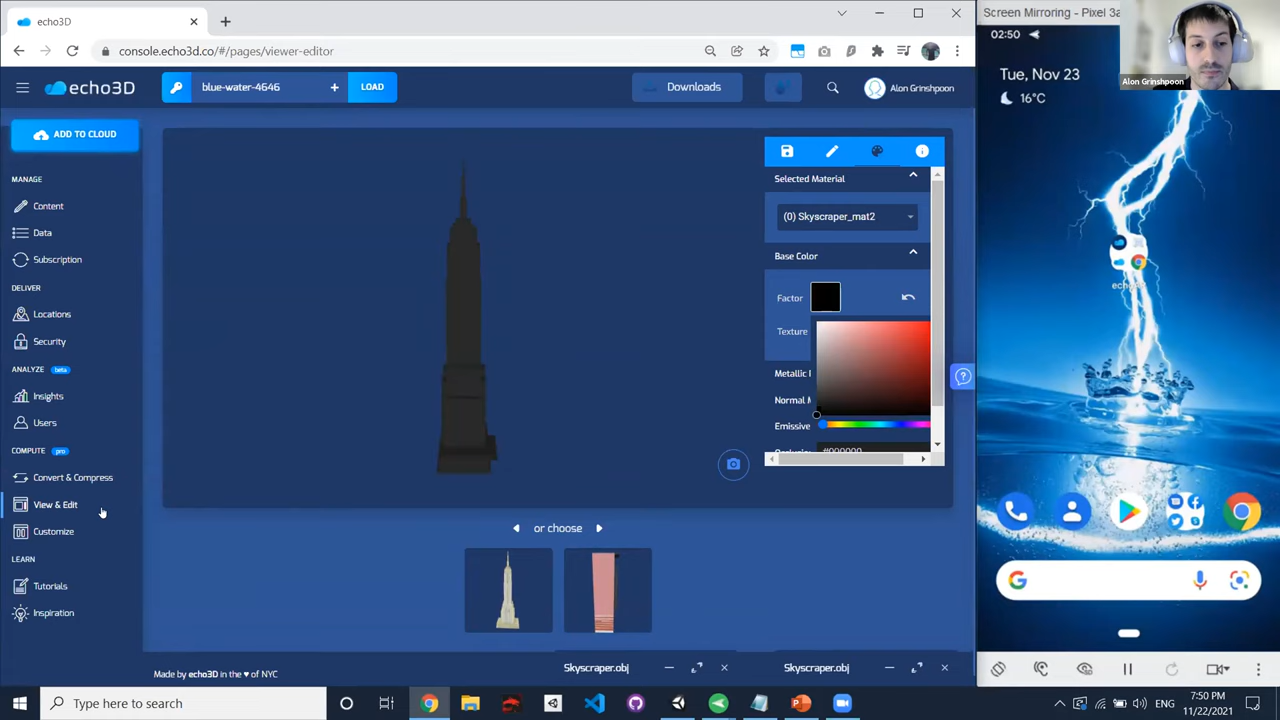 echo3D
console.echo3d.co/#/pages/viewer-editor
echo3D
blue-water-4646
LOAD
Downloads
Alon Grinshpoon
ADD TO CLOUD
MANAGE
Content
Data
Subscription
DELIVER
Locations
Security
ANALYZE beta
Insights
Users
COMPUTE pro
Convert & Compress
View & Edit
Customize
LEARN
Tutorials
Inspiration
Selected Material
(0) Skyscraper_mat2
Base Color
Factor
Texture
Metallic
Normal
Emissive
#000000
or choose
Made by echo3D in the ♥ of NYC
Skyscraper.obj
Skyscraper.obj
Type here to search
ENG
7:50 PM
11/22/2021
Screen Mirroring - Pixel 3a
Alon Grinshpoon
02:50
Tue, Nov 23
16°C